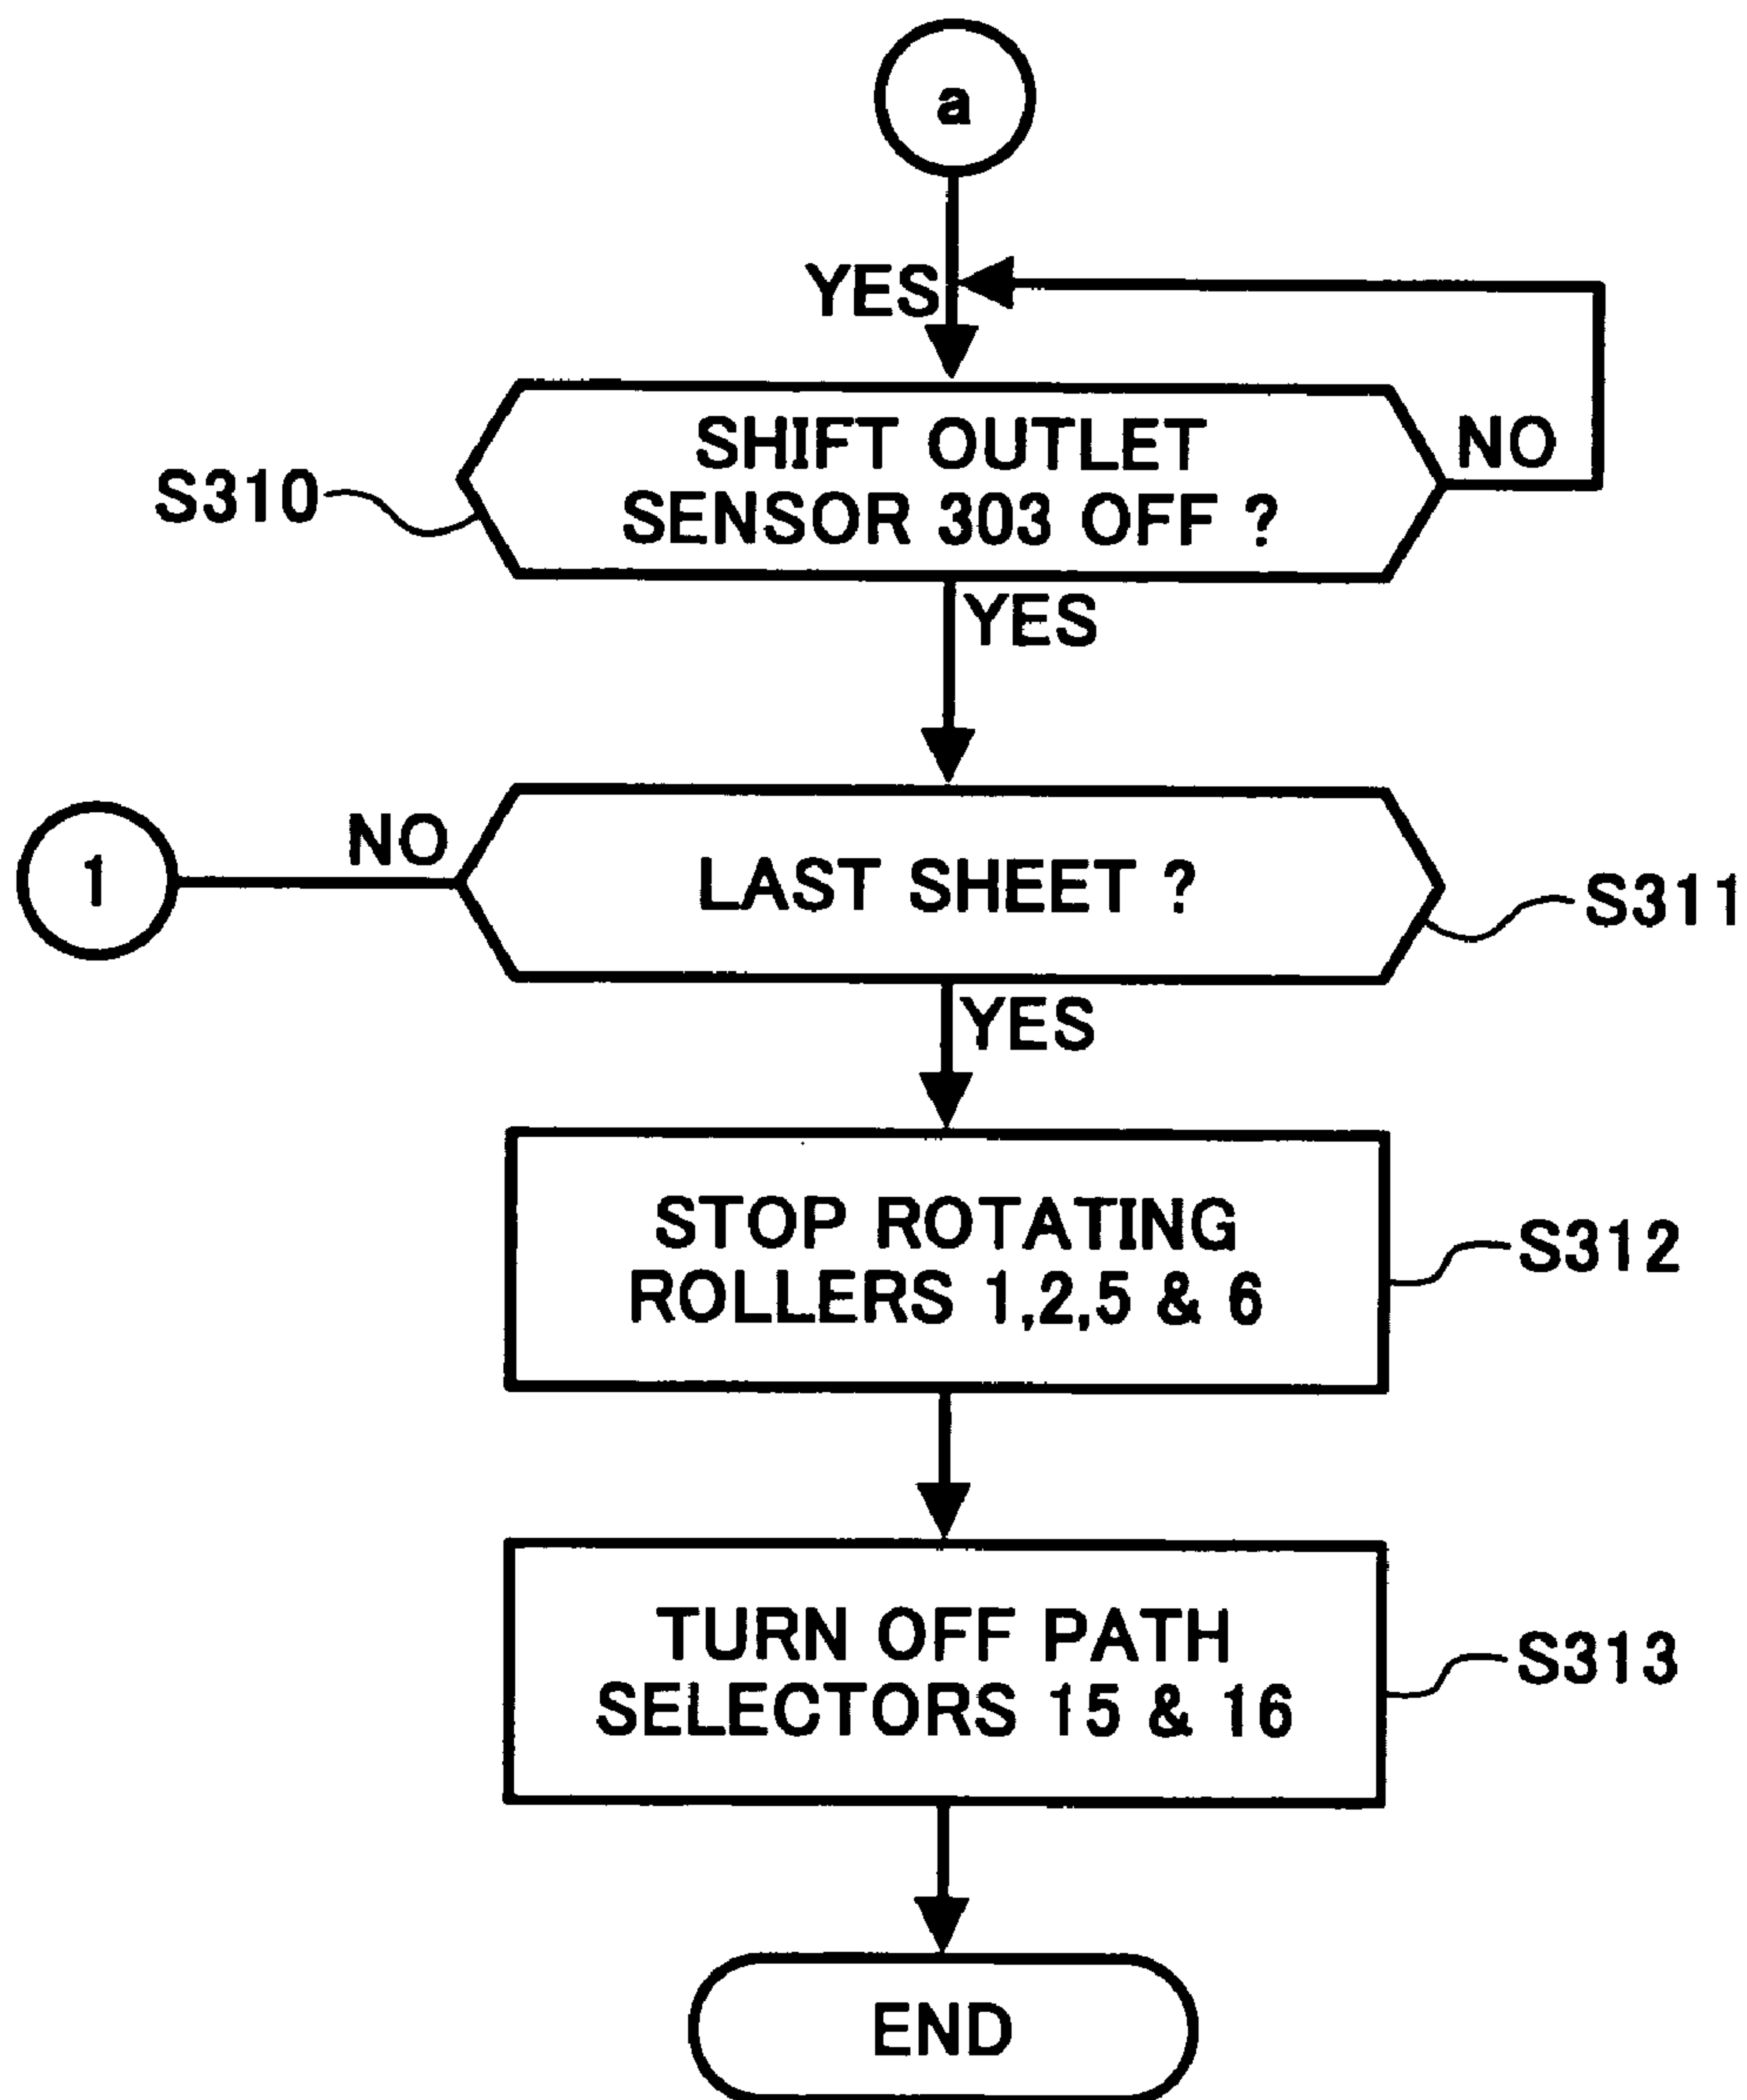 a
YES
SHIFT OUTLET
SENSOR 303 OFF ?
NO
S310
YES
1
NO
LAST SHEET ?
S311
YES
STOP ROTATING
ROLLERS 1,2,5 & 6
S312
TURN OFF PATH
SELECTORS 15 & 16
S313
END